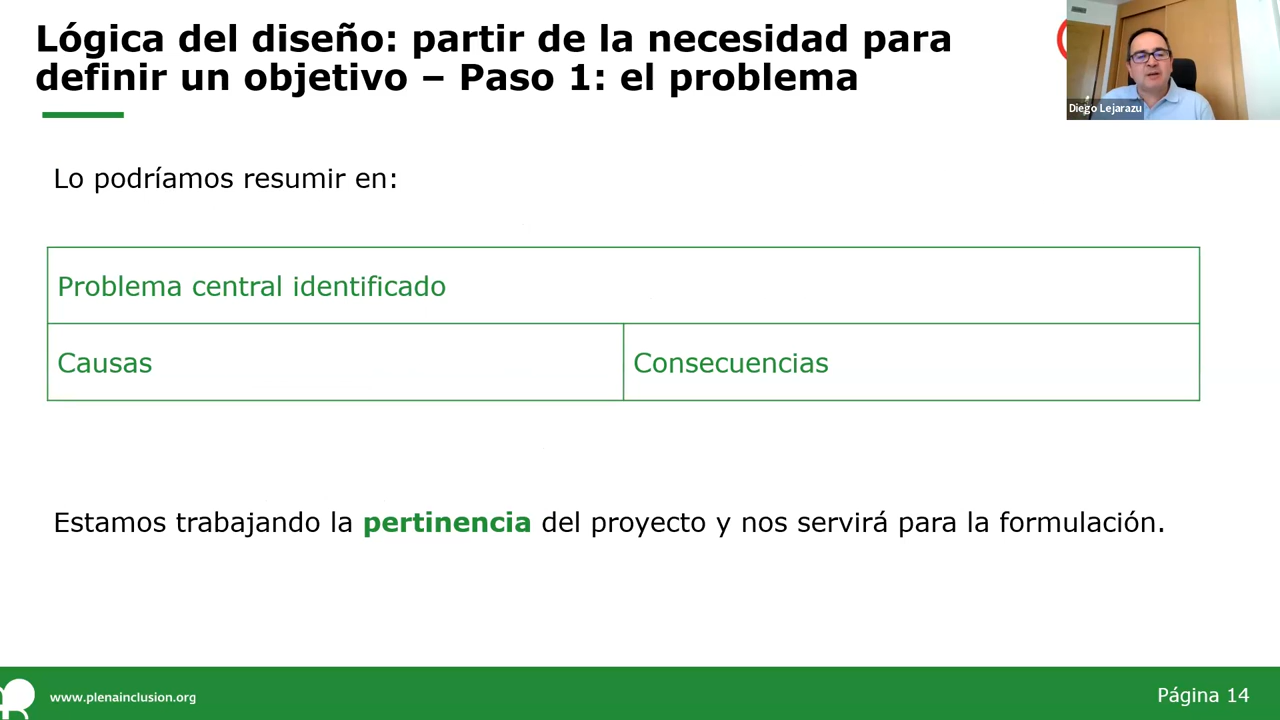 Lógica del diseño: partir de la necesidad para
definir un objetivo – Paso 1: el problema
Diego Lejarazu
Lo podríamos resumir en:
Problema central identificado
Causas
Consecuencias
Estamos trabajando la pertinencia del proyecto y nos servirá para la formulación.
www.plenainclusion.org
Página 14